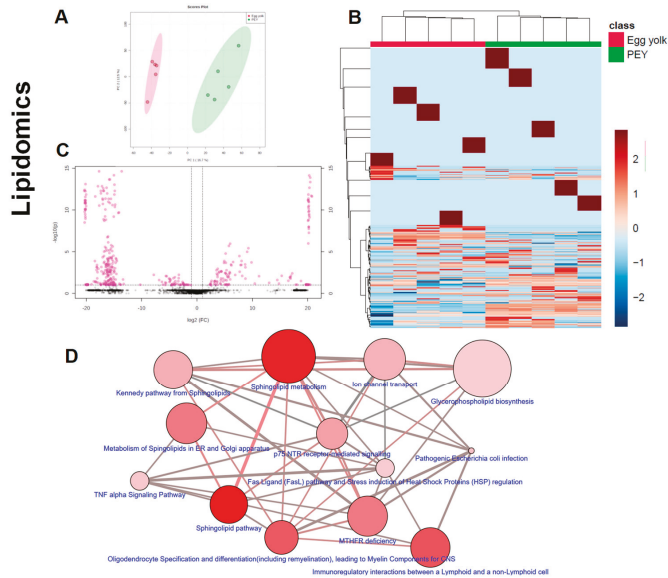 Lipidomics
A
Scores Plot
Egg yolk
PEY
B
class
Egg yolk
PEY
2
1
0
−1
−2
C
-log10(p)
15
10
5
0
15
10
5
0
-20
-10
0
10
20
log2 (FC)
D
Kennedy pathway from Sphingolipids
Sphingolipid metabolism
Ion channel transport
Glycerophospholipid biosynthesis
Metabolism of Spingolipids in ER and Golgi apparatus
p75 NTR receptor-mediated signalling
Pathogenic Escherichia coli infection
TNF alpha Signaling Pathway
Fas Ligand (FasL) pathway and Stress induction of Heat Shock Proteins (HSP) regulation
Sphingolipid pathway
MTHFR deficiency
Oligodendrocyte Specification and differentiation(including remyelination), leading to Myelin Components for CNS
Immunoregulatory interactions between a Lymphoid and a non-Lymphoid cell